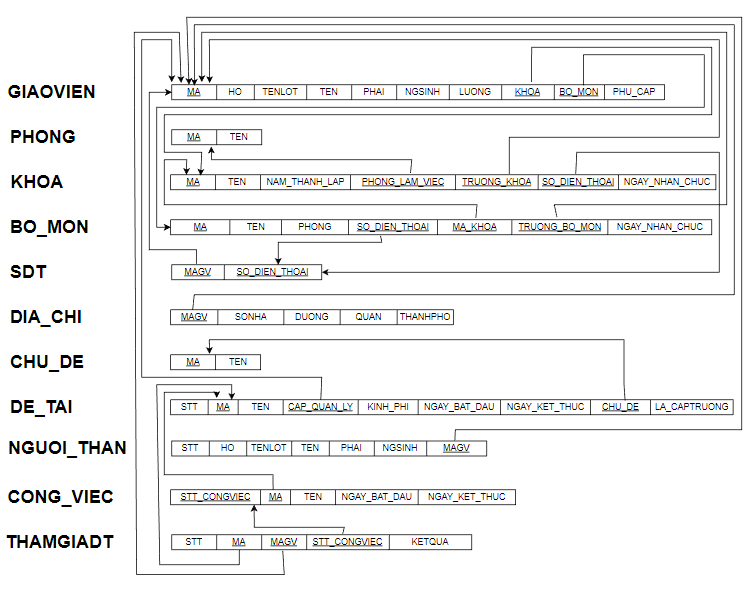 GIAOVIEN MA HO TENLOT TEN PHAI NGSINH LUONG KHOA BO_MON PHU_CAP
PHONG MA TEN
KHOA MA TEN NAM_THANH_LAP PHONG_LAM_VIEC TRUONG_KHOA SO_DIEN_THOAI NGAY_NHAN_CHUC
BO_MON MA TEN PHONG SO_DIEN_THOAI MA_KHOA TRUONG_BO_MON NGAY_NHAN_CHUC
SDT MAGV SO_DIEN_THOAI
DIA_CHI MAGV SONHA DUONG QUAN THANHPHO
CHU_DE MA TEN
DE_TAI STT MA TEN CAP_QUAN_LY KINH_PHI NGAY_BAT_DAU NGAY_KET_THUC CHU_DE LA_CAPTRUONG
NGUOI_THAN STT HO TENLOT TEN PHAI NGSINH MAGV
CONG_VIEC STT_CONGVIEC MA TEN NGAY_BAT_DAU NGAY_KET_THUC
THAMGIADT STT MA MAGV STT_CONGVIEC KETQUA